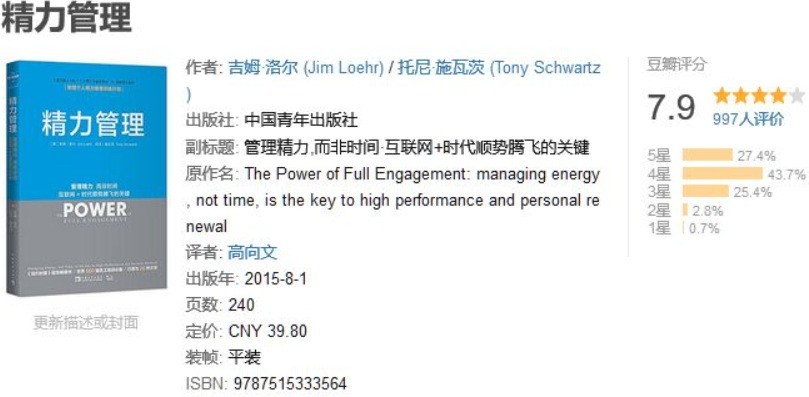 精力管理
精力管理
管理精力 而非时间
互联网+时代顺势腾飞的关键
THE POWER OF
FULL ENGAGEMENT
更新描述或封面
作者: 吉姆·洛尔 (Jim Loehr) / 托尼·施瓦茨 (Tony Schwartz
)
出版社: 中国青年出版社
副标题: 管理精力,而非时间·互联网+时代顺势腾飞的关键
原作名: The Power of Full Engagement: managing energy
, not time, is the key to high performance and personal re
newal
译者: 高向文
出版年: 2015-8-1
页数: 240
定价: CNY 39.80
装帧: 平装
ISBN: 9787515333564
豆瓣评分
7.9
997人评价
5星 27.4%
4星 43.7%
3星 25.4%
2星 2.8%
1星 0.7%